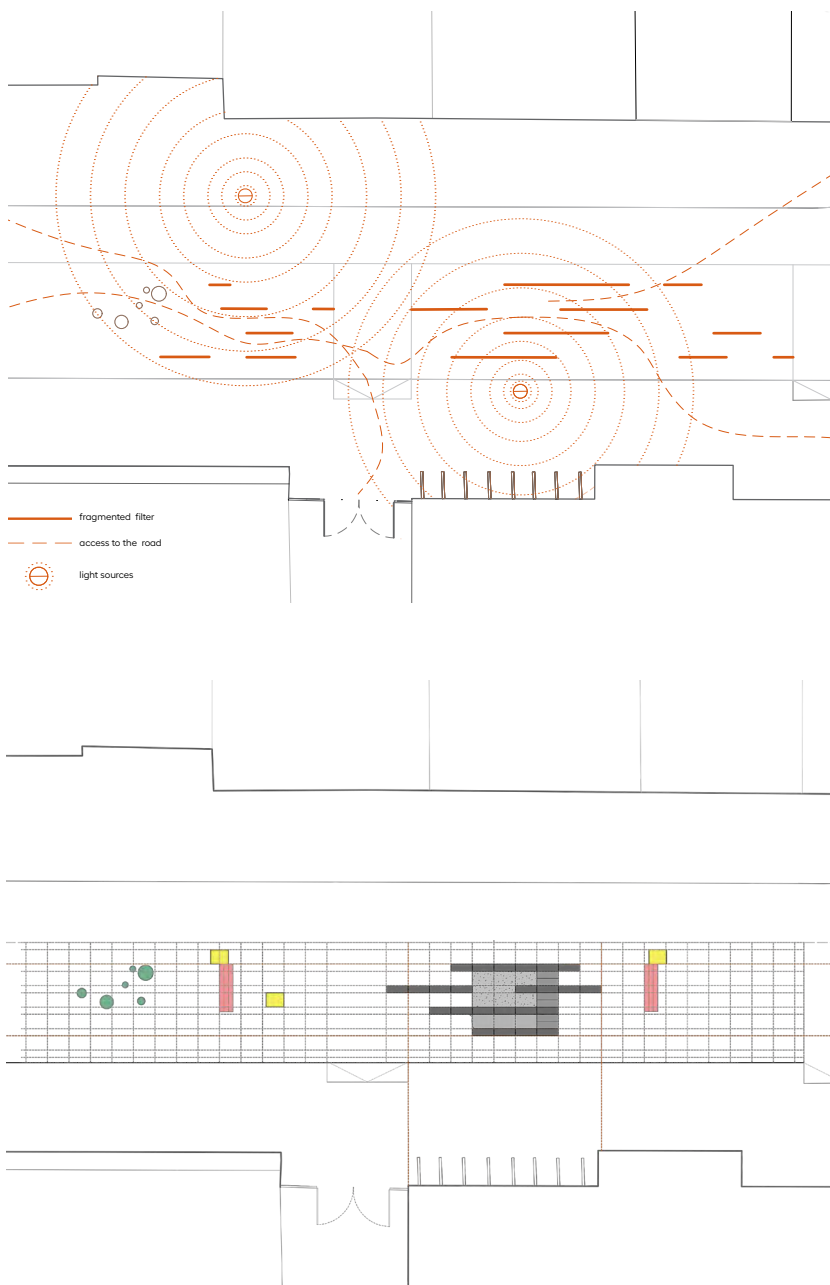 fragmented filter
access to the road
light sources